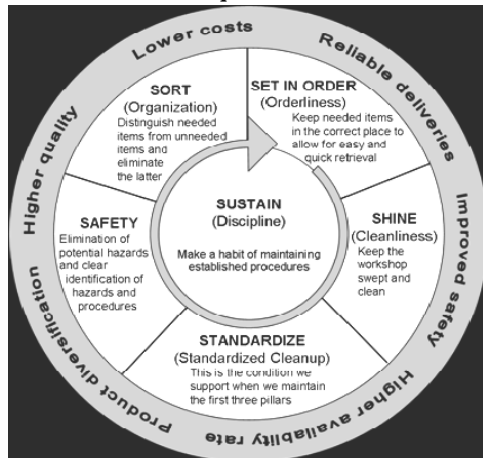 Lower costs
Reliable deliveries
Improved safety
Higher availablity rate
Product diversification
Higher quality
SORT
(Organization)
Distinguish needed
items from unneeded
items and
eliminate
the latter
SET IN ORDER
(Orderliness)
Keep needed items
in the correct place to
allow for easy and
quick retrieval
SHINE
(Cleanliness)
Keep the
workshop
swept and
clean
STANDARDIZE
(Standardized Cleanup)
This is the condition we
support when we maintain
the first three pillars
SAFETY
Elimination of
potential hazards
and clear
identification of
hazards and
procedures
SUSTAIN
(Discipline)
Make a habit of maintaining
established procedures